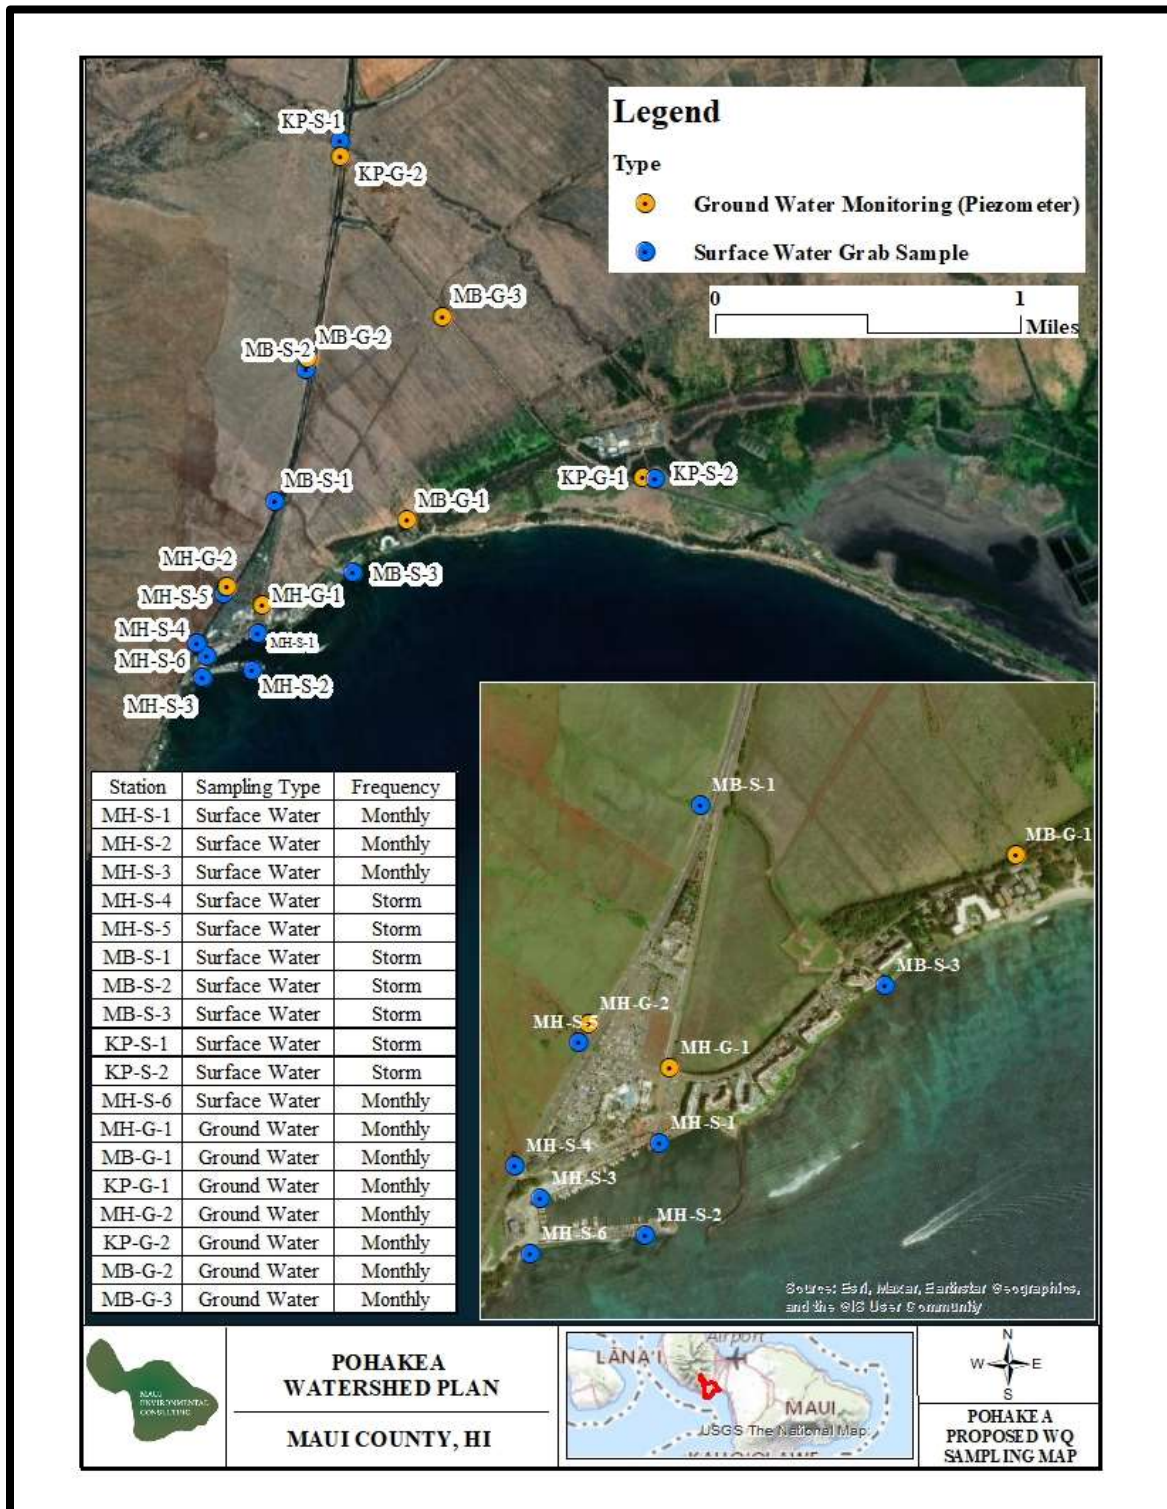 KP-S-1
KP-G-2
Legend
Type
Ground Water Monitoring (Piezometer)
Surface Water Grab Sample
0 1
Miles
MB-G-3
MB-G-2
MB-S-2
MB-S-1
KP-G-1 KP-S-2
MB-G-1
MH-G-2
MB-S-3
MH-S-5
MH-G-1
MH-S-4
MH-S-1
MH-S-6
MH-S-2
MH-S-3
Station Sampling Type Frequency
MH-S-1 Surface Water Monthly
MH-S-2 Surface Water Monthly
MH-S-3 Surface Water Monthly
MH-S-4 Surface Water Storm
MH-S-5 Surface Water Storm
MB-S-1 Surface Water Storm
MB-S-2 Surface Water Storm
MB-S-3 Surface Water Storm
KP-S-1 Surface Water Storm
KP-S-2 Surface Water Storm
MH-S-6 Surface Water Monthly
MH-G-1 Ground Water Monthly
MB-G-1 Ground Water Monthly
KP-G-1 Ground Water Monthly
MH-G-2 Ground Water Monthly
KP-G-2 Ground Water Monthly
MB-G-2 Ground Water Monthly
MB-G-3 Ground Water Monthly
MB-S-1
MB-G-1
MB-S-3
MH-G-2
MH-S-5
MH-G-1
MH-S-1
MH-S-4
MH-S-3
MH-S-2
MH-S-6
Source: Esri, Maxar, Earthstar Geographics,
and the GIS User Community
MAUI
ENVIRONMENTAL
CONSULTING
POHAKEA
WATERSHED PLAN
MAUI COUNTY, HI
Airport
LĀNA'I
MAUI
USGS The National Map:
N
W E
S
POHAKEA
PROPOSED WQ
SAMPLING MAP